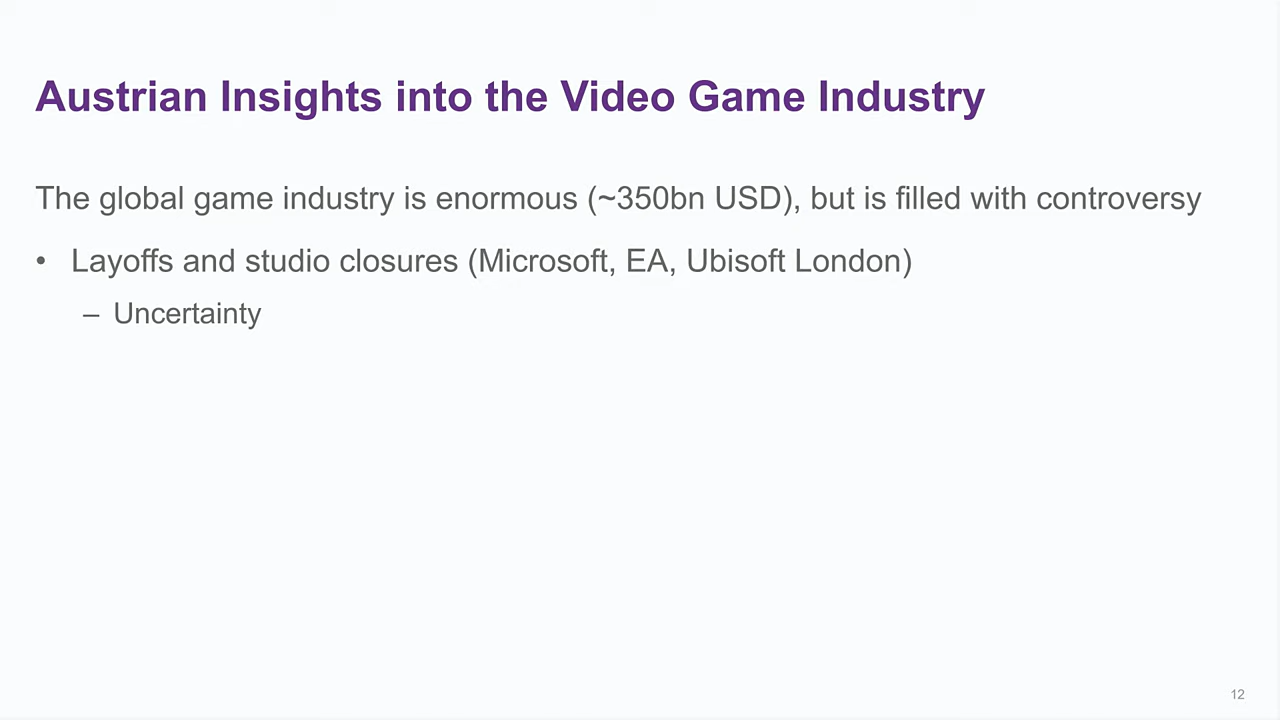 Austrian Insights into the Video Game Industry
The global game industry is enormous (~350bn USD), but is filled with controversy
• Layoffs and studio closures (Microsoft, EA, Ubisoft London)
– Uncertainty
12